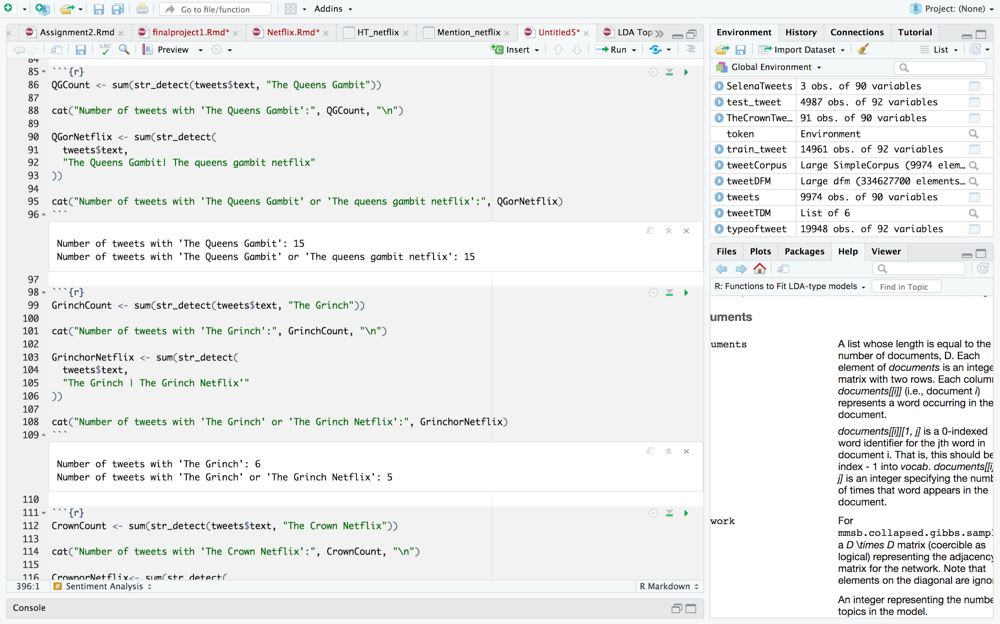 Go to file/function
Addins
Project: (None)
Assignment2.Rmd
finalproject1.Rmd*
Netflix.Rmd*
HT_netflix
Mention_netflix
Untitled5*
LDA Top
ABC
Preview
Insert
Run
84
85 ```{r}
86 QGCount <- sum(str_detect(tweets$text, "The Queens Gambit"))
87
88 cat("Number of tweets with 'The Queens Gambit':", QGCount, "\n")
89
90 QGorNetflix <- sum(str_detect(
91 tweets$text,
92 "The Queens Gambit| The queens gambit netflix"
93 ))
94
95 cat("Number of tweets with 'The Queens Gambit' or 'The queens gambit netflix':", QGorNetflix)
96 ```
Number of tweets with 'The Queens Gambit': 15
Number of tweets with 'The Queens Gambit' or 'The queens gambit netflix': 15
97
98 ```{r}
99 GrinchCount <- sum(str_detect(tweets$text, "The Grinch"))
100
101 cat("Number of tweets with 'The Grinch':", GrinchCount, "\n")
102
103 GrinchorNetflix <- sum(str_detect(
104 tweets$text,
105 "The Grinch | The Grinch Netflix'"
106 ))
107
108 cat("Number of tweets with 'The Grinch' or 'The Grinch Netflix':", GrinchorNetflix)
109 ```
Number of tweets with 'The Grinch': 6
Number of tweets with 'The Grinch' or 'The Grinch Netflix': 5
110
111 ```{r}
112 CrownCount <- sum(str_detect(tweets$text, "The Crown Netflix"))
113
114 cat("Number of tweets with 'The Crown Netflix':", CrownCount, "\n")
115
116 CrownorNetflix<- sum(str_detect(
396:1
# Sentiment Analysis
R Markdown
Console
Environment
History
Connections
Tutorial
Import Dataset
List
Global Environment
SelenaTweets 3 obs. of 90 variables
test_tweet 4987 obs. of 92 variables
TheCrownTwe… 91 obs. of 90 variables
token Environment
train_tweet 14961 obs. of 92 variables
tweetCorpus Large SimpleCorpus (9974 elem…
tweetDFM Large dfm (334627700 elements…
tweets 9974 obs. of 90 variables
tweetTDM List of 6
typeoftweet 19948 obs. of 92 variables
Files
Plots
Packages
Help
Viewer
R: Functions to Fit LDA-type models
Find in Topic
uments
uments
A list whose length is equal to the
number of documents, D. Each
element of documents is an intege
matrix with two rows. Each colum
documents[[i]] (i.e., document i)
represents a word occurring in the
document.
documents[[i]][1, j] is a 0-indexed
word identifier for the jth word in
document i. That is, this should be
index - 1 into vocab. documents[[i]
j] is an integer specifying the numb
of times that word appears in the
document.
work
For
mmsb.collapsed.gibbs.sampl
a D \times D matrix (coercible as
logical) representing the adjacency
matrix for the network. Note that
elements on the diagonal are ignor
An integer representing the numbe
topics in the model.